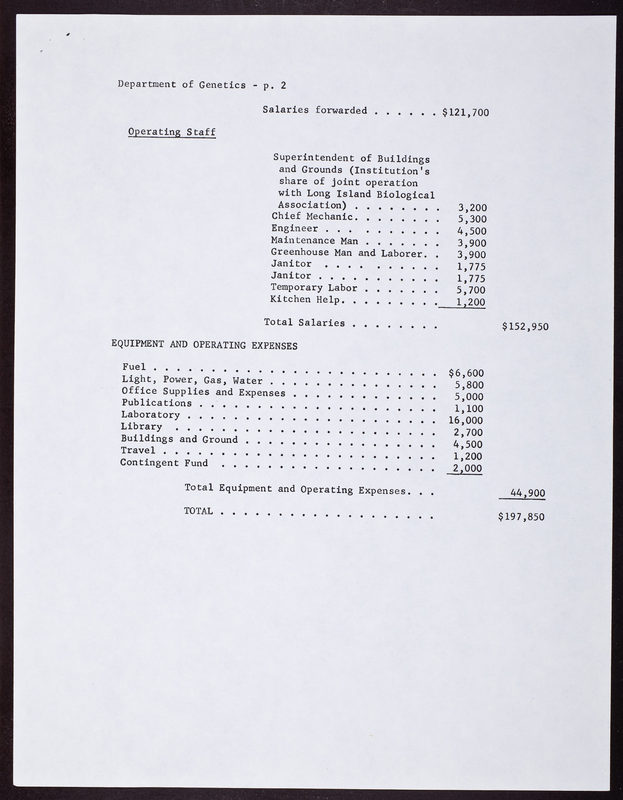 Department of Genetics - p. 2
Salaries forwarded . . . . . . $121,700
Operating Staff
Superintendent of Buildings
and Grounds (Institution's
share of joint operation
with Long Island Biological
Association) . . . . . . . . 3,200
Chief Mechanic. . . . . . . . 5,300
Engineer . . . . . . . . . . 4,500
Maintenance Man . . . . . . . 3,900
Greenhouse Man and Laborer. . 3,900
Janitor . . . . . . . . . . 1,775
Janitor . . . . . . . . . . . 1,775
Temporary Labor . . . . . . . 5,700
Kitchen Help. . . . . . . . . 1,200
Total Salaries . . . . . . . . $152,950
EQUIPMENT AND OPERATING EXPENSES
Fuel . . . . . . . . . . . . . . . . . . . . . . . . $6,600
Light, Power, Gas, Water . . . . . . . . . . . . . . 5,800
Office Supplies and Expenses . . . . . . . . . . . . 5,000
Publications . . . . . . . . . . . . . . . . . . . . 1,100
Laboratory . . . . . . . . . . . . . . . . . . . . . 16,000
Library . . . . . . . . . . . . . . . . . . . . . . 2,700
Buildings and Ground . . . . . . . . . . . . . . . . 4,500
Travel . . . . . . . . . . . . . . . . . . . . . . . 1,200
Contingent Fund . . . . . . . . . . . . . . . . . . 2,000
Total Equipment and Operating Expenses. . . 44,900
TOTAL . . . . . . . . . . . . . . . . . . . $197,850